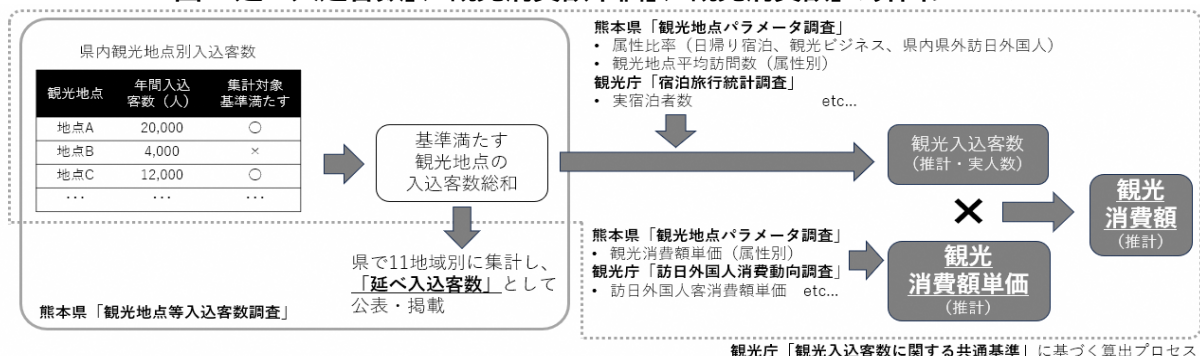 県内観光地点別入込客数
観光地点 年間入込客数（人） 集計対象基準満たす
地点A 20,000 ○
地点B 4,000 ×
地点C 12,000 ○
... ... ...
基準満たす
観光地点の
入込客数総和
県で11地域別に集計し、
「延べ入込客数」として
公表・掲載
熊本県「観光地点等入込客数調査」
熊本県「観光地点パラメータ調査」
• 属性比率（日帰り宿泊、観光ビジネス、県内県外訪日外国人）
• 観光地点平均訪問数（属性別）
観光庁「宿泊旅行統計調査」
• 実宿泊者数 etc...
観光入込客数
（推計・実人数）
×
熊本県「観光地点パラメータ調査」
• 観光消費額単価（属性別）
観光庁「訪日外国人消費動向調査」
• 訪日外国人客消費額単価 etc...
観光
消費額単価
（推計）
観光
消費額
（推計）
観光庁「観光入込客数に関する共通基準」に基づく算出プロセス